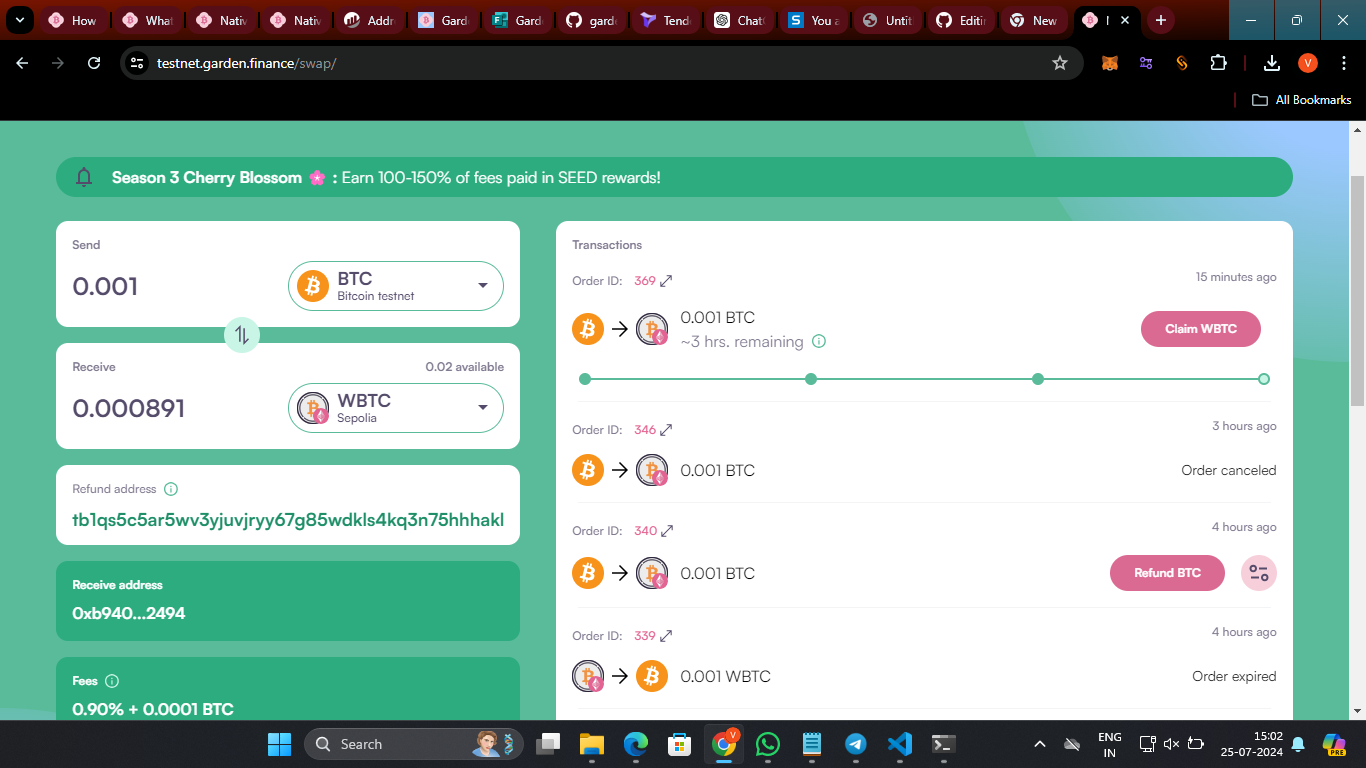 How
What
Nativ
Nativ
Addre
Garde
Garde
garde
Tende
Chat
You a
Untit
Editin
New
testnet.garden.finance/swap/
V
All Bookmarks
Season 3 Cherry Blossom 🌸 : Earn 100-150% of fees paid in SEED rewards!
Send
0.001
BTC
Bitcoin testnet
Receive
0.02 available
0.000891
WBTC
Sepolia
Refund address
tb1qs5c5ar5wv3yjuvjryy67g85wdkls4kq3n75hhhakl
Receive address
0xb940...2494
Fees
0.90% + 0.0001 BTC
Transactions
Order ID: 369
15 minutes ago
0.001 BTC
~3 hrs. remaining
Claim WBTC
Order ID: 346
3 hours ago
0.001 BTC
Order canceled
Order ID: 340
4 hours ago
0.001 BTC
Refund BTC
Order ID: 339
4 hours ago
0.001 WBTC
Order expired
Search
V
ENG
IN
15:02
25-07-2024
PRE